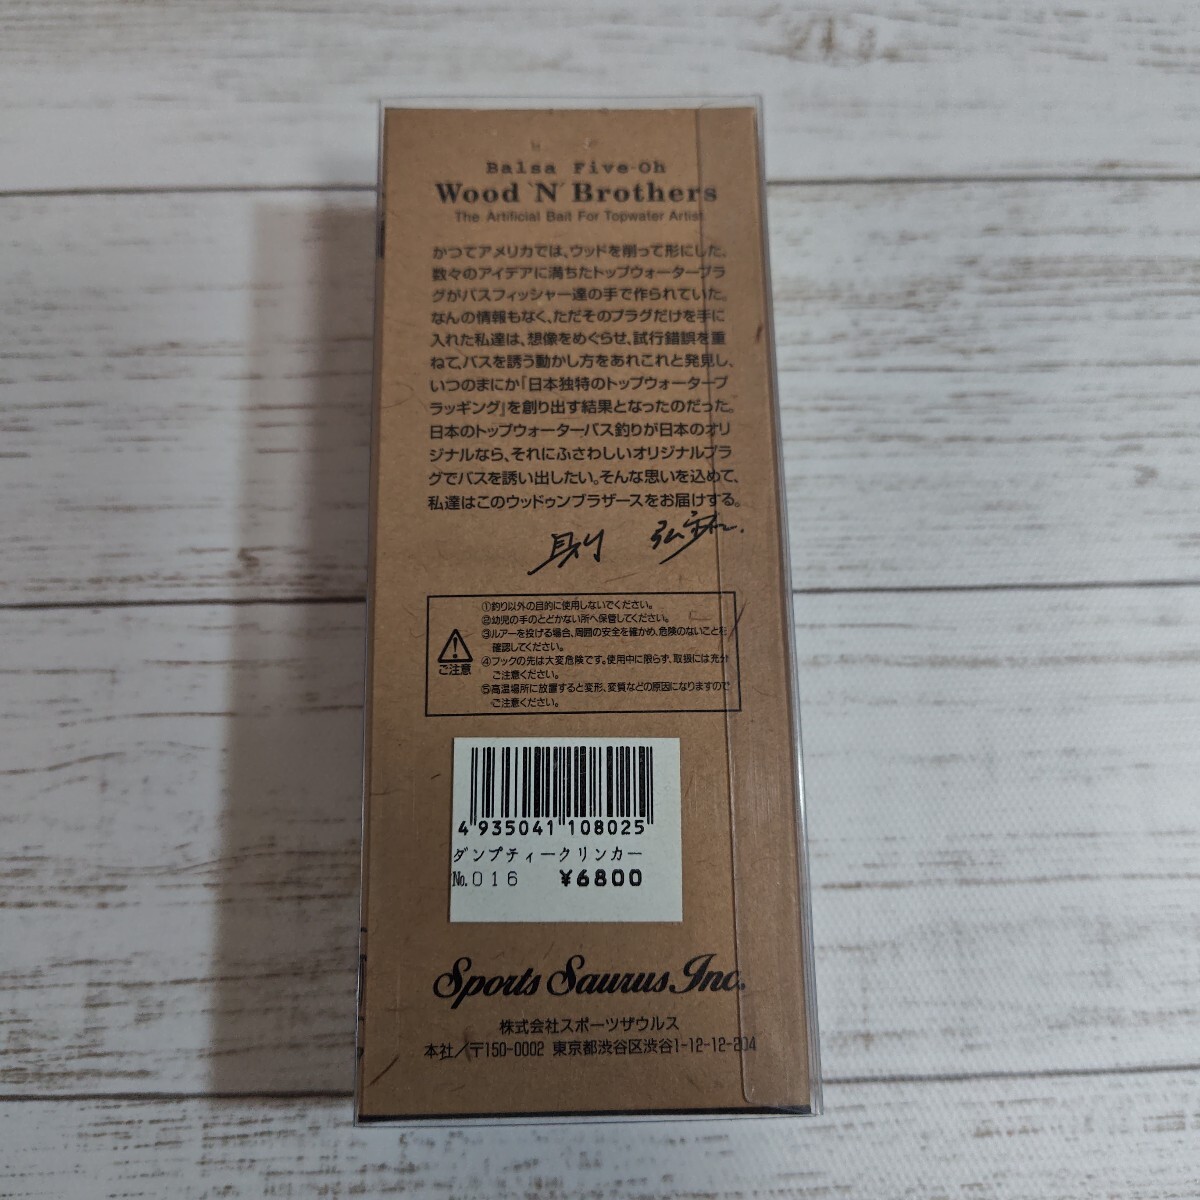 Balsa Five-Oh
Wood 'N' Brothers
The Artificial Bait For Topwater Artist
かつてアメリカでは、ウッドを削って形にした、
数々のアイデアに満ちたトップウォータープラ
グがバスフィッシャー達の手で作られていた。
なんの情報もなく、ただそのプラグだけを手に
入れた私達は、想像をめぐらせ、試行錯誤を重
ねて、バスを誘う動かし方をあれこれと発見し、
いつのまにか「日本独特のトップウォータープ
ラッギング」を創り出す結果となったのだった。
日本のトップウォーターバス釣りが日本のオリ
ジナルなら、それにふさわしいオリジナルプラ
グでバスを誘い出したい。そんな思いを込めて、
私達はこのウッドゥンブラザースをお届けする。
ご注意
①釣り以外の目的に使用しないでください。
②幼児の手のとどかない所へ保管してください。
③ルアーを投げる場合、周囲の安全を確かめ、危険のないことを
確認してください。
④フックの先は大変危険です。使用中に限らず、取扱には充分
ご注意ください。
⑤高温場所に放置すると変形、変質などの原因になりますので
ご注意ください。
4 935041 108025
ダンプティークリンカー
No.016 ¥6800
Sports Saurus Inc.
株式会社スポーツザウルス
本社/〒150-0002 東京都渋谷区渋谷1-12-12-204